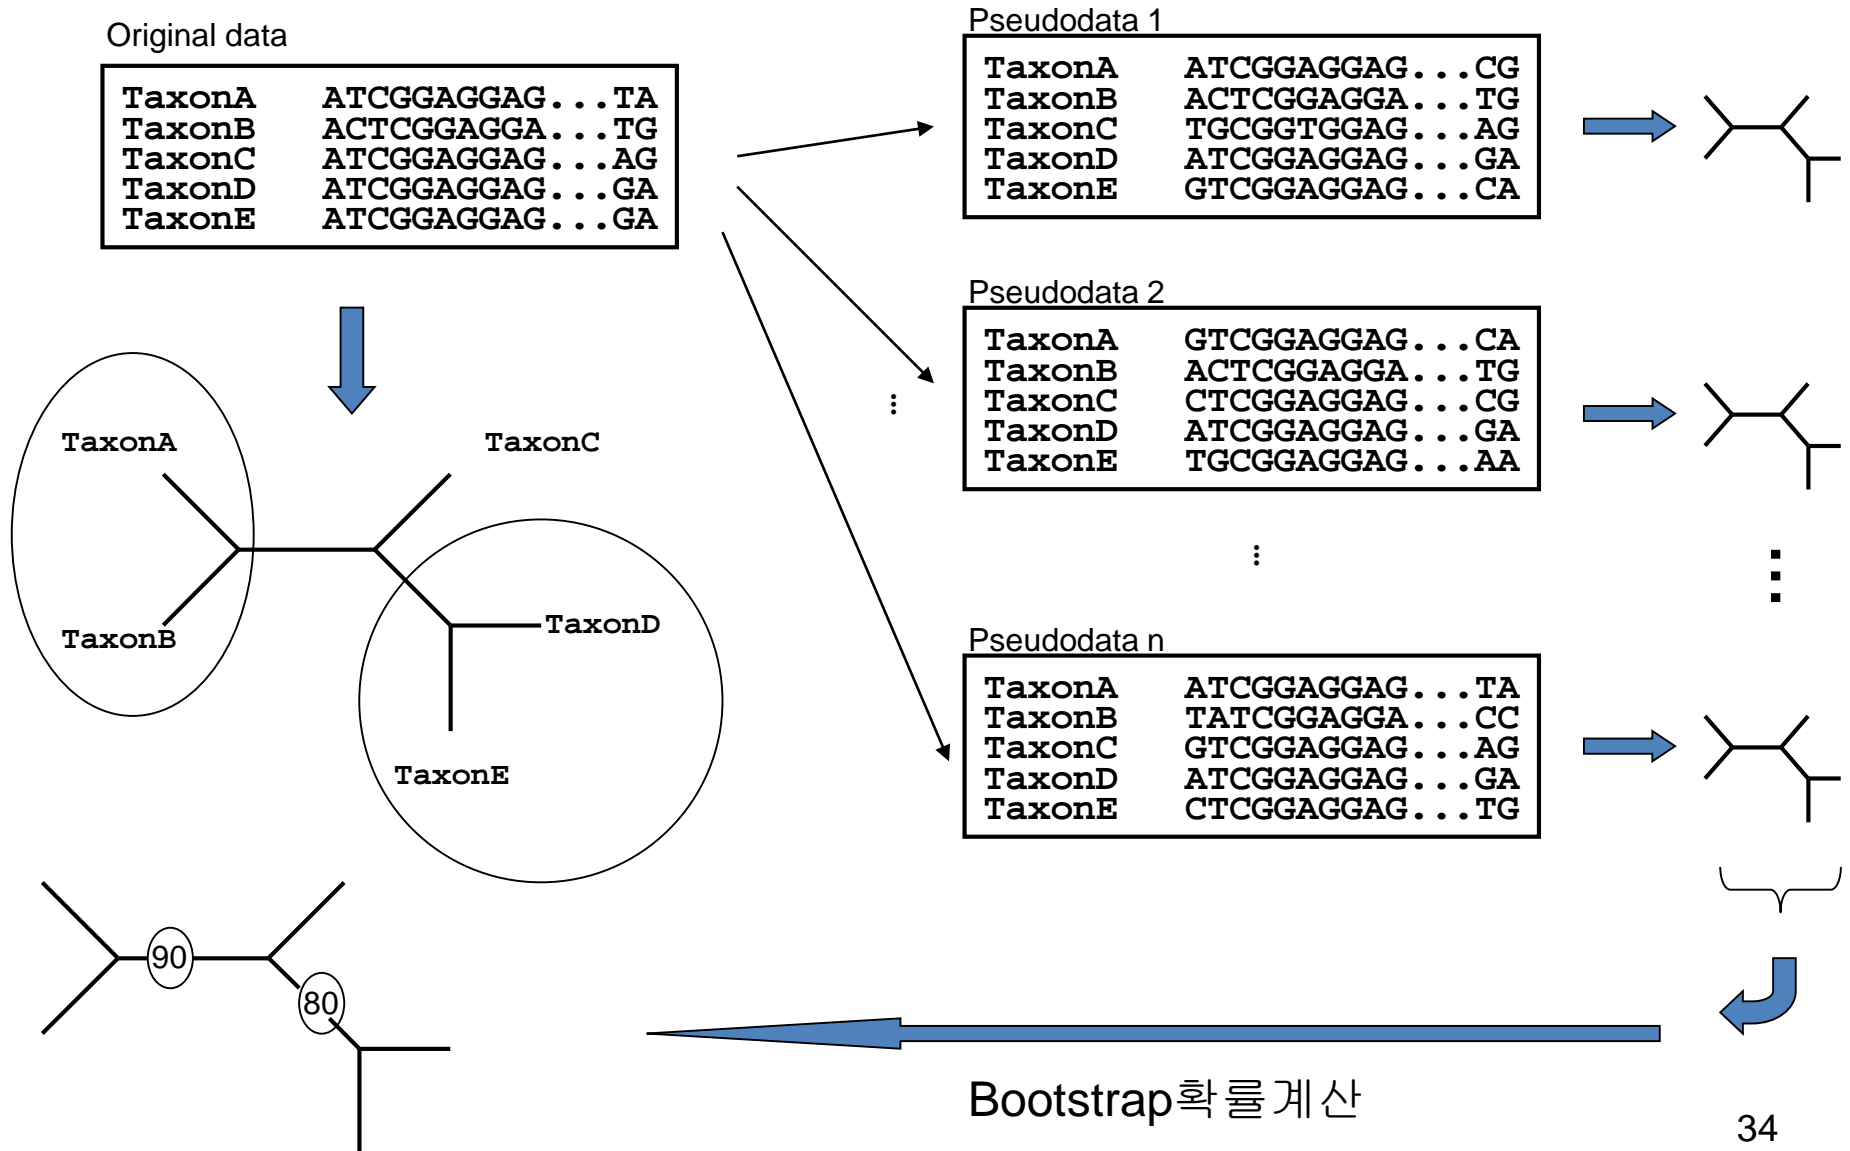 Original data
TaxonA ATCGGAGGAG...TA
TaxonB ACTCGGAGGA...TG
TaxonC ATCGGAGGAG...AG
TaxonD ATCGGAGGAG...GA
TaxonE ATCGGAGGAG...GA
Pseudodata 1
TaxonA ATCGGAGGAG...CG
TaxonB ACTCGGAGGA...TG
TaxonC TGCGGTGGAG...AG
TaxonD ATCGGAGGAG...GA
TaxonE GTCGGAGGAG...CA
Pseudodata 2
TaxonA GTCGGAGGAG...CA
TaxonB ACTCGGAGGA...TG
TaxonC CTCGGAGGAG...CG
TaxonD ATCGGAGGAG...GA
TaxonE TGCGGAGGAG...AA
...
...
...
Pseudodata n
TaxonA ATCGGAGGAG...TA
TaxonB TATCGGAGGA...CC
TaxonC GTCGGAGGAG...AG
TaxonD ATCGGAGGAG...GA
TaxonE CTCGGAGGAG...TG
TaxonA
TaxonC
TaxonB
TaxonD
TaxonE
90
80
Bootstrap확률계산
34